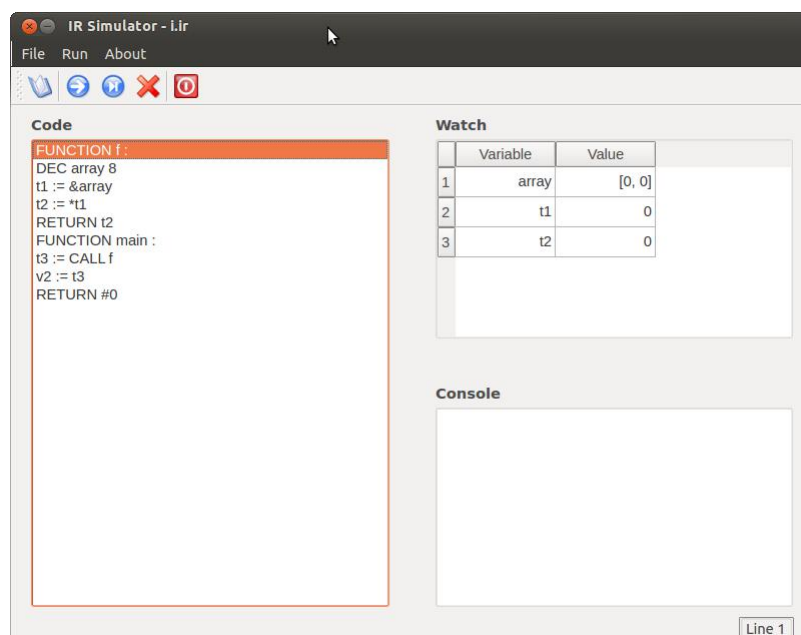 IR Simulator - i.ir
File Run About
Code
FUNCTION f :
DEC array 8
t1 := &array
t2 := *t1
RETURN t2
FUNCTION main :
t3 := CALL f
v2 := t3
RETURN #0
Watch
Variable Value
1 array [0, 0]
2 t1 0
3 t2 0
Console
Line 1